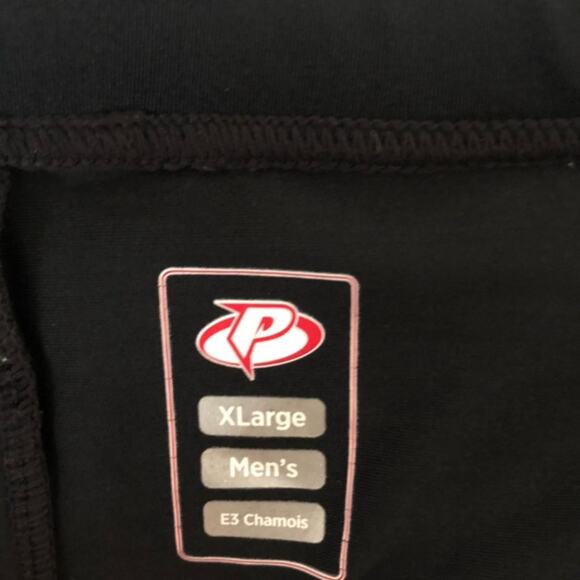 P
XLarge
Men's
E3 Chamois